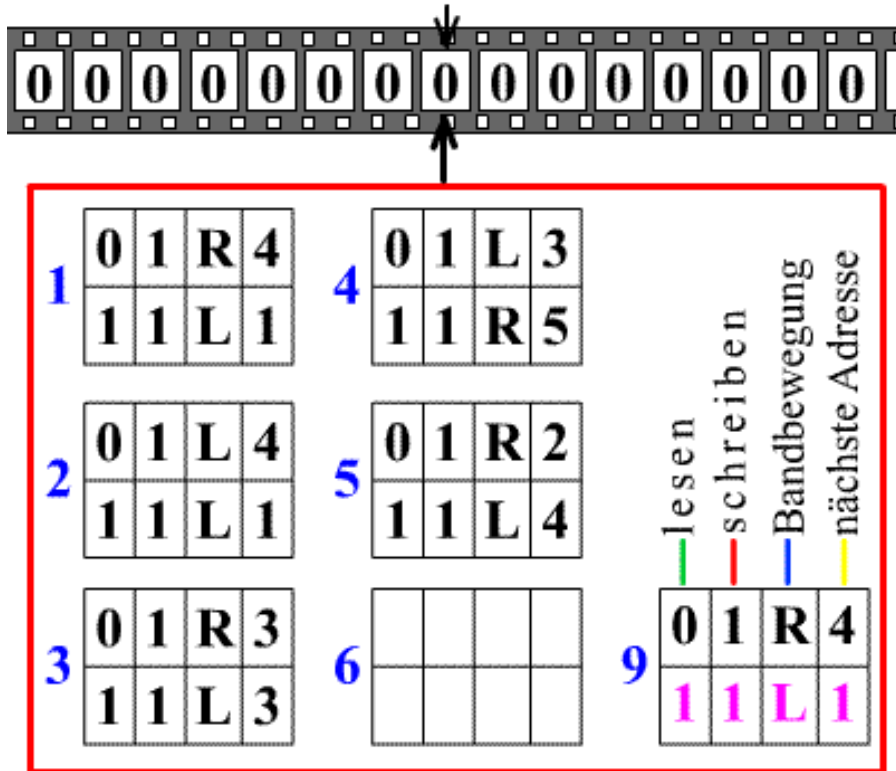 0 0 0 0 0 0 0 0 0 0 0 0 0 0 0
1
0 1 R 4
1 1 L 1
4
0 1 L 3
1 1 R 5
2
0 1 L 4
1 1 L 1
5
0 1 R 2
1 1 L 4
3
0 1 R 3
1 1 L 3
6
lesen
schreiben
Bandbewegung
nächste Adresse
9
0 1 R 4
1 1 L 1